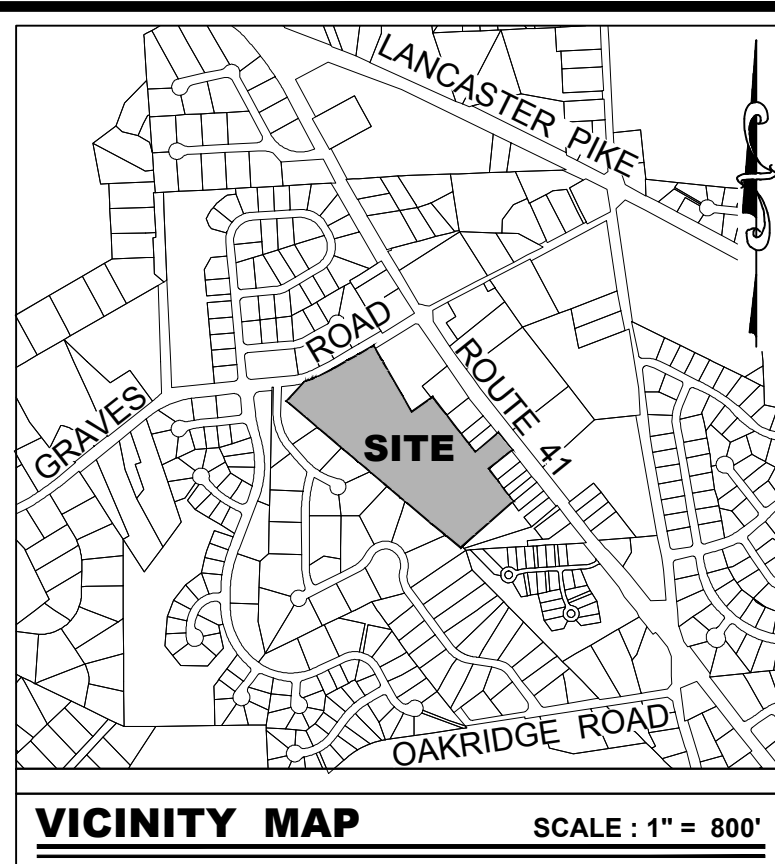 LANCASTER PIKE
GRAVES ROAD
ROUTE 41
SITE
OAKRIDGE ROAD
VICINITY MAP
SCALE : 1" = 800'